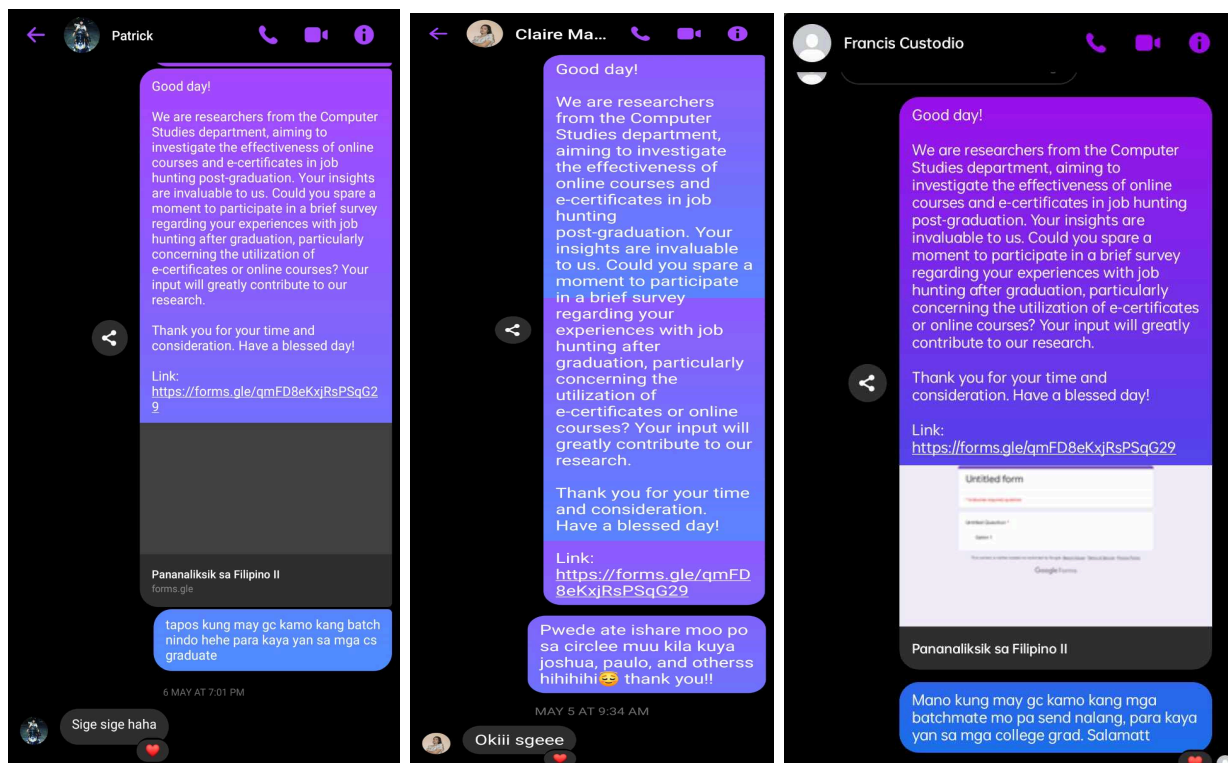 Patrick
Good day!
We are researchers from the Computer
Studies department, aiming to
investigate the effectiveness of online
courses and e-certificates in job
hunting post-graduation. Your insights
are invaluable to us. Could you spare a
moment to participate in a brief survey
regarding your experiences with job
hunting after graduation, particularly
concerning the utilization of
e-certificates or online courses? Your
input will greatly contribute to our
research.
Thank you for your time and
consideration. Have a blessed day!
Link:
https://forms.gle/qmFD8eKxjRsPSqG2
9
Pananaliksik sa Filipino II
forms.gle
tapos kung may gc kamo kang batch
nindo hehe para kaya yan sa mga cs
graduate
6 MAY AT 7:01 PM
Sige sige haha
Claire Ma...
Good day!
We are researchers
from the Computer
Studies department,
aiming to investigate
the effectiveness of
online courses and
e-certificates in job
hunting
post-graduation. Your
insights are invaluable
to us. Could you spare a
moment to participate
in a brief survey
regarding your
experiences with job
hunting after
graduation, particularly
concerning the
utilization of
e-certificates or online
courses? Your input will
greatly contribute to our
research.
Thank you for your time
and consideration.
Have a blessed day!
Link:
https://forms.gle/qmFD
8eKxjRsPSqG29
Pwede ate ishare moo po
sa circlee muu kila kuya
joshua, paulo, and otherss
hihihihi😊 thank you!!
MAY 5 AT 9:34 AM
Okiii sgeee
Francis Custodio
Good day!
We are researchers from the Computer
Studies department, aiming to
investigate the effectiveness of online
courses and e-certificates in job hunting
post-graduation. Your insights are
invaluable to us. Could you spare a
moment to participate in a brief survey
regarding your experiences with job
hunting after graduation, particularly
concerning the utilization of e-certificates
or online courses? Your input will greatly
contribute to our research.
Thank you for your time and
consideration. Have a blessed day!
Link:
https://forms.gle/qmFD8eKxjRsPSqG29
Untitled form
Untitled Question *
Option 1
Google Forms
Pananaliksik sa Filipino II
Mano kung may gc kamo kang mga
batchmate mo pa send nalang, para kaya
yan sa mga college grad. Salamatt